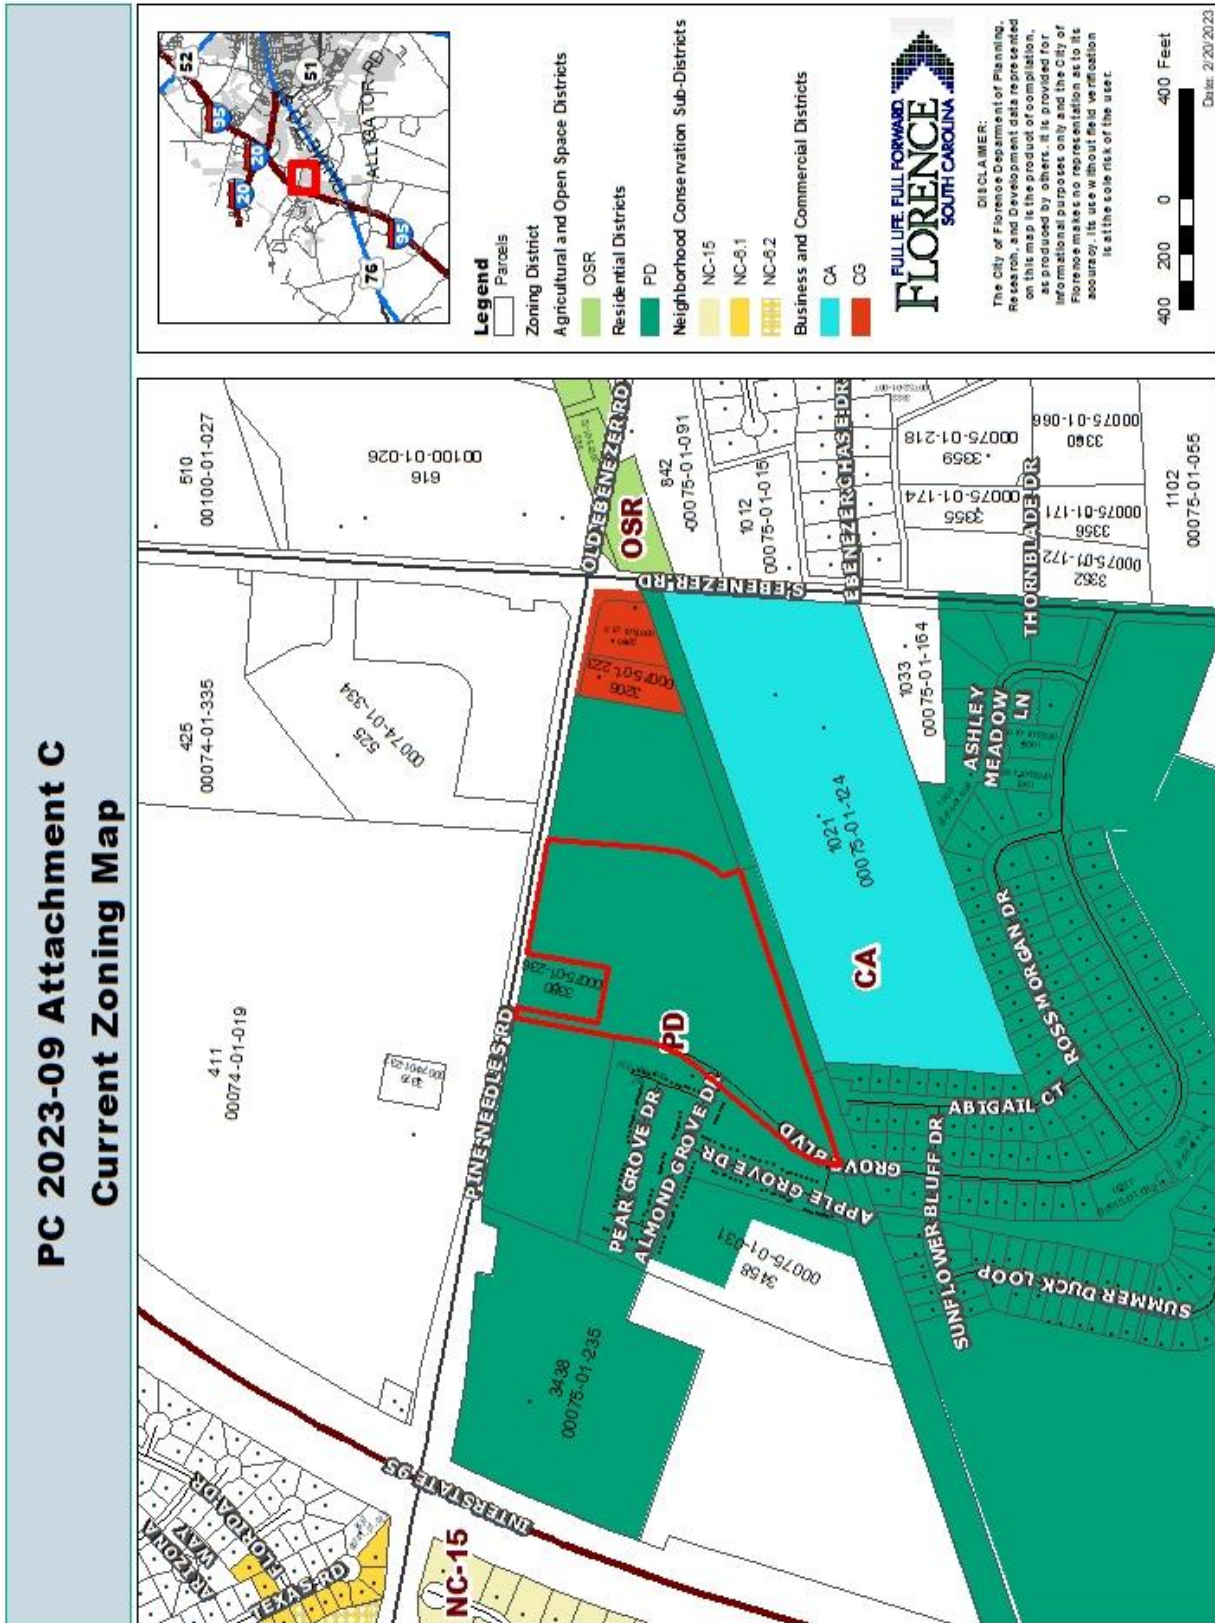 PC 2023-09 Attachment C
Current Zoning Map
510
00100-01-027
616
00100-01-026
425
00074-01-335
525
00074-01-334
411
00074-01-019
OLD EBENEZER RD
OSR
842
00075-01-091
1012
00075-01-015
EBENEZER CHASE DR
3359
00075-01-218
3360
00075-01-066
3355
00075-01-174
3356
00075-01-171
3362
00075-01-172
THORNBLADE DR
1102
00075-01-055
S EBENEZER RD
3206
00075-01-223
1033
00075-01-164
ASHLEY
MEADOW
LN
1021
00075-01-124
CA
ROSS MORGAN DR
3360
00075-01-236
PINE NEEDLES RD
PD
PEAR GROVE DR
ALMOND GROVE DR
APPLE GROVE DR
GROVE BLVD
ABIGAIL CT
SUNFLOWER BLUFF DR
SUMMER DUCK LOOP
3458
00075-01-031
3438
00075-01-235
INTERSTATE 95
ARIZONA
WAY
FLORIDA DR
TEXAS RD
NC-15
52
95
20
20
51
76
95
PALMETTO ST
ALLIGATOR RD
Legend
Parcels
Zoning District
Agricultural and Open Space Districts
OSR
Residential Districts
PD
Neighborhood Conservation Sub-Districts
NC-15
NC-6.1
NC-6.2
Business and Commercial Districts
CA
CG
FULL LIFE. FULL FORWARD.
FLORENCE
SOUTH CAROLINA
DISCLAIMER:
The City of Florence Department of Planning,
Research, and Development data represented
on this map is the product of compilation,
as produced by others. It is provided for
informational purposes only and the City of
Florence makes no representation as to its
accuracy. Its use without field verification
is at the sole risk of the user.
400 200 0 400 Feet
Date: 2/20/2023